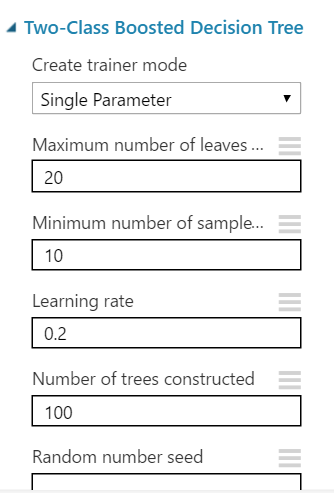 Two-Class Boosted Decision Tree
Create trainer mode
Single Parameter
Maximum number of leaves ...
20
Minimum number of sample...
10
Learning rate
0.2
Number of trees constructed
100
Random number seed